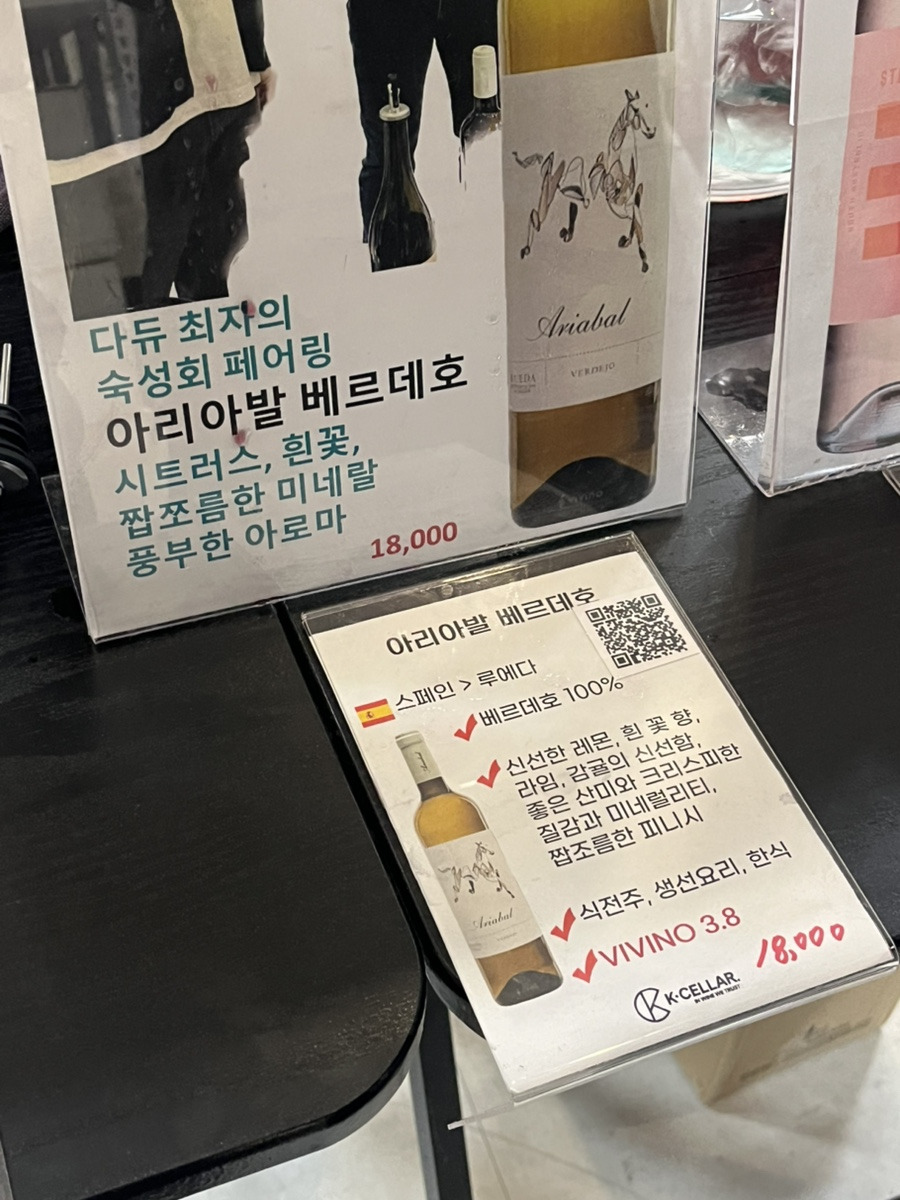 다듀 최자의
숙성회 페어링
아리아발 베르데호
시트러스, 흰꽃,
짭쪼름한 미네랄
풍부한 아로마
18,000
Ariabal
VERDEJO
VIVINO
아리아발 베르데호
스페인 > 루에다
베르데호 100%
신선한 레몬, 흰 꽃 향,
라임, 감귤의 신선함,
좋은 산미와 크리스피한
질감과 미네럴리티,
짭조름한 피니시
식전주, 생선요리, 한식
VIVINO 3.8
18,000
Ariabal
K·CELLAR.
IN WINE WE TRUST